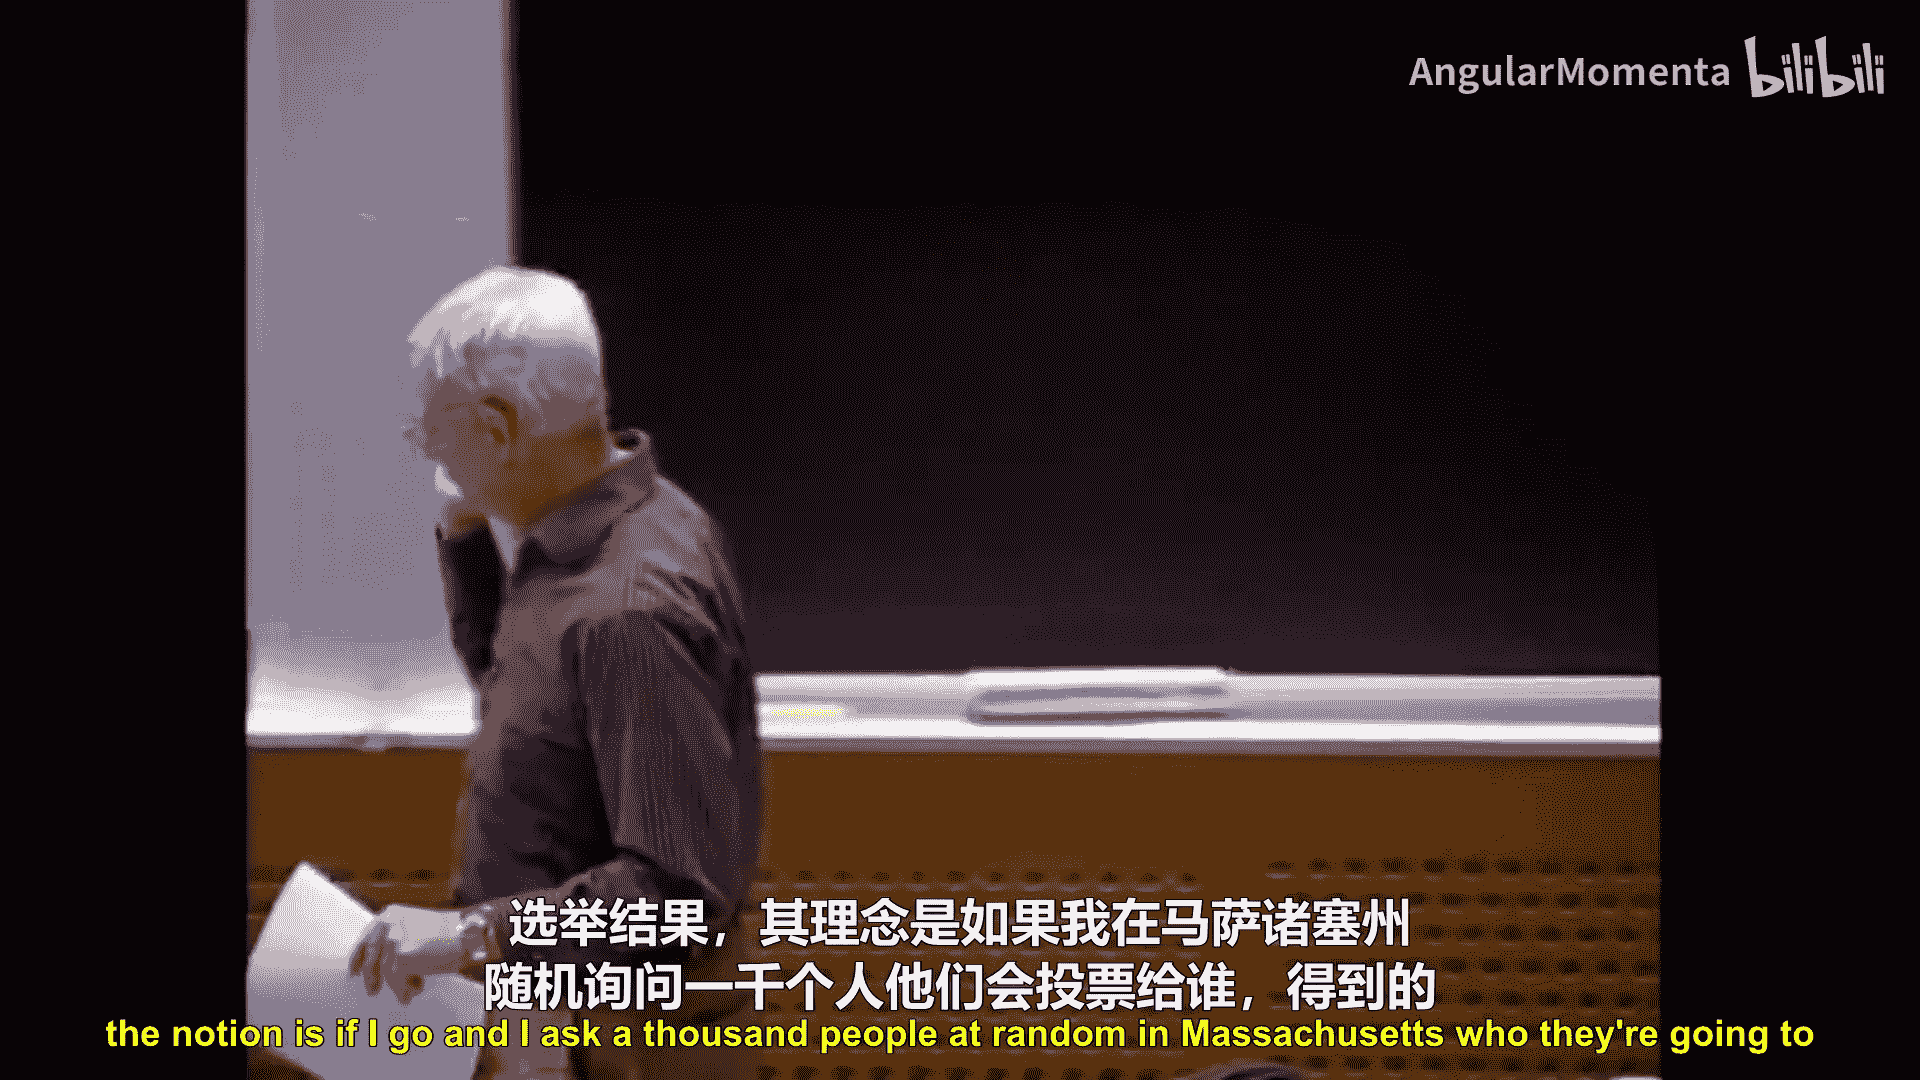 AngularMomenta bilibili
选举结果，其理念是如果我在马萨诸塞州
随机询问一千个人他们会投票给谁，得到的
the notion is if I go and I ask a thousand people at random in Massachusetts who they're going to